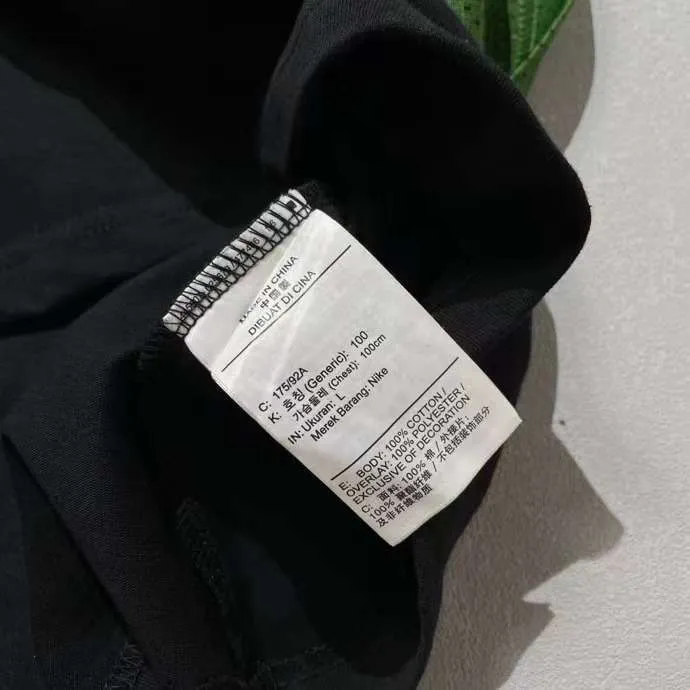 MADE IN CHINA
中国製
DIBUAT DI CINA
C: 175/92A
K: 호칭 (Generic): 100
가슴둘레 (Chest): 100cm
IN: Ukuran: L
Merek Barang: Nike
E: BODY: 100% COTTON/
OVERLAY: 100% POLYESTER/
EXCLUSIVE OF DECORATION
C: 面料: 100% 棉 / 外接片:
100% 聚酯纤维 / 不包括装饰部分
及非纤维物质